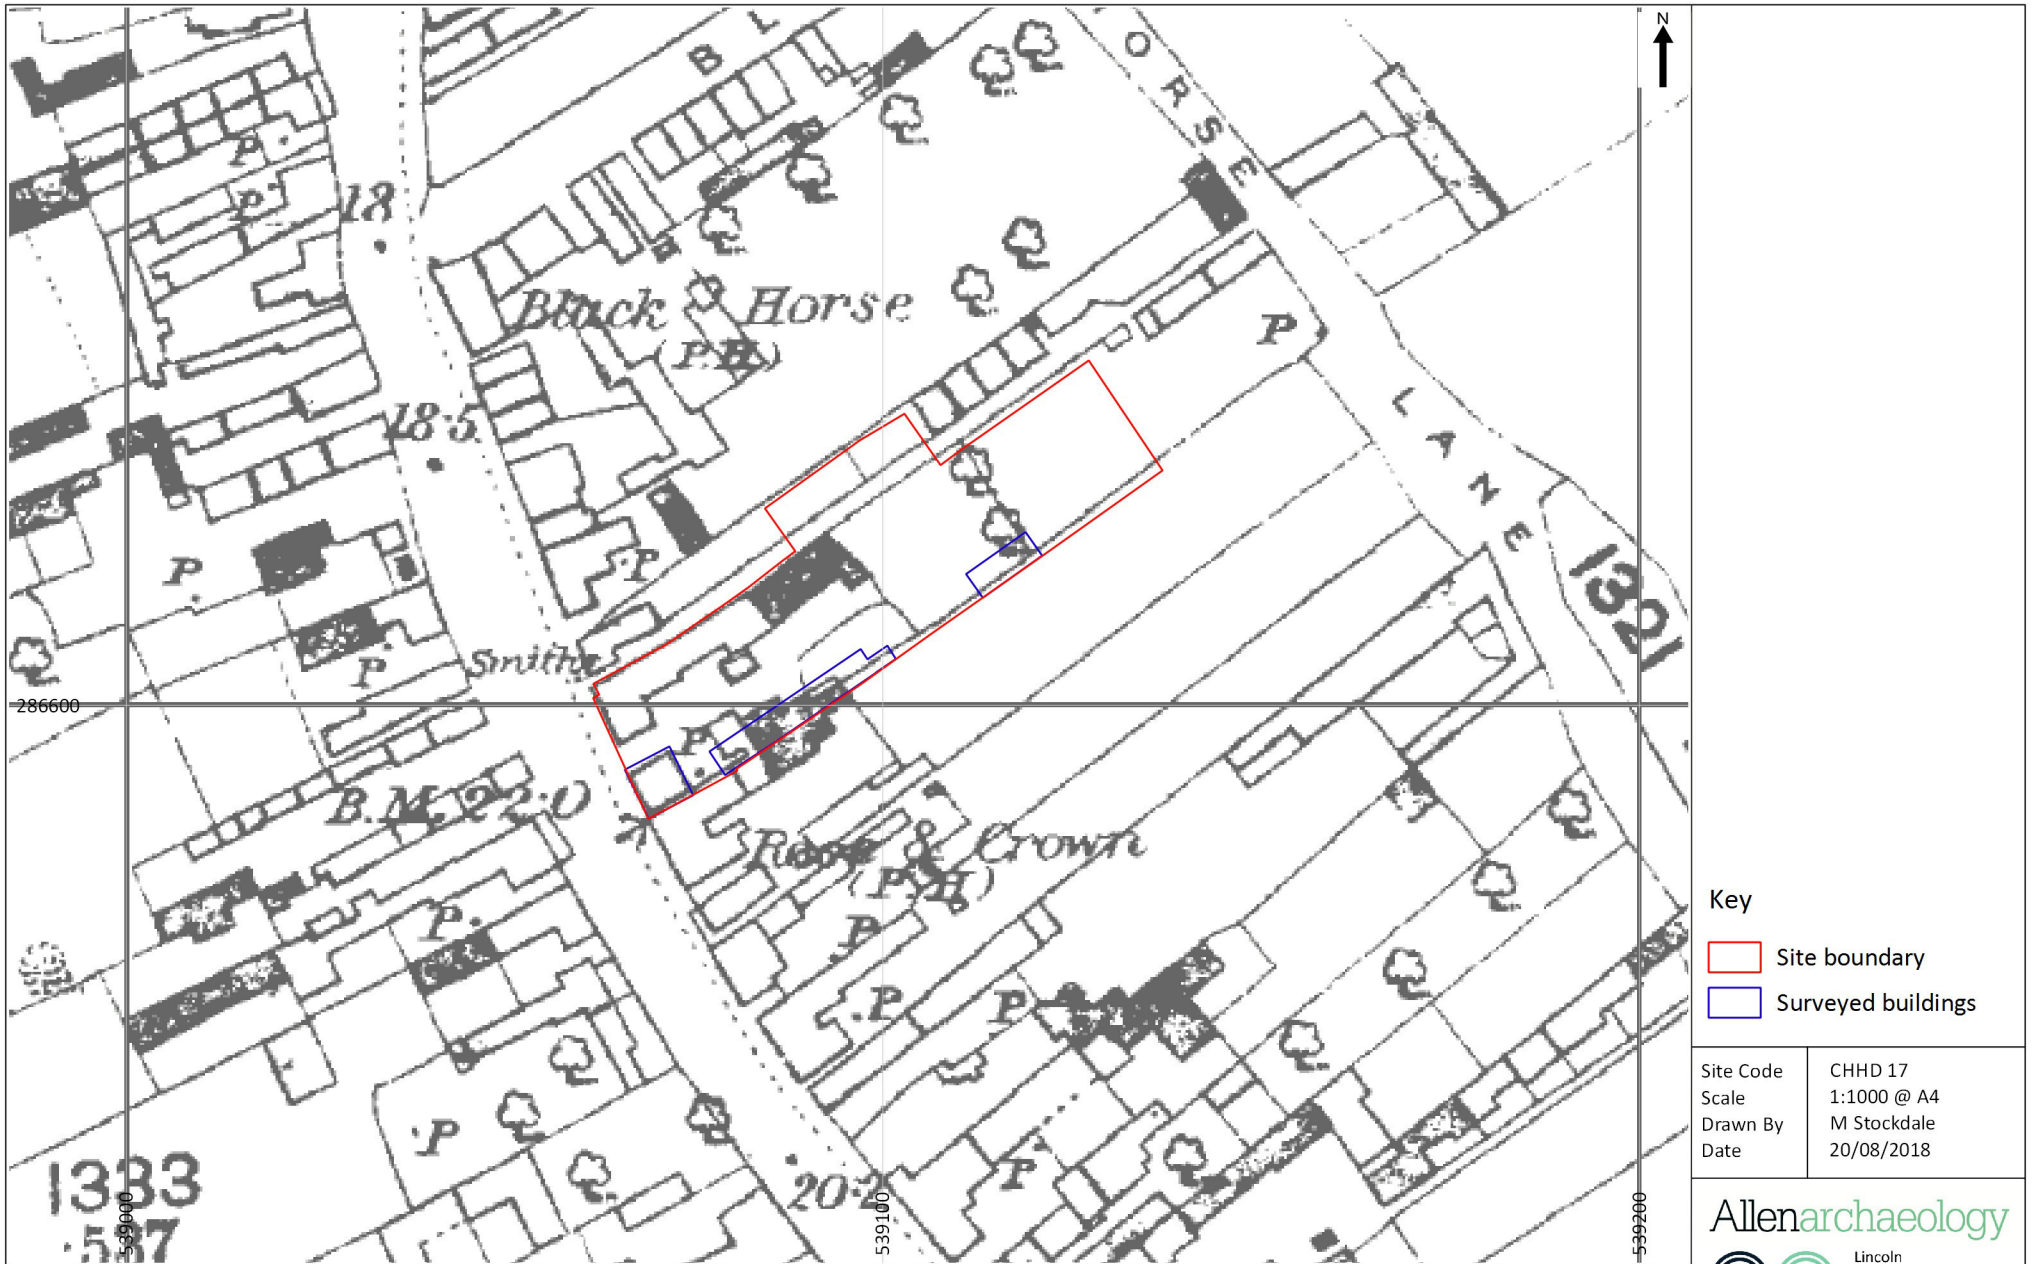 N
B L
O R S E
P
P
18
Black Horse
(P.H.)
P
18·5
L A N E
P
P
1321
Smithy
P
286600
P
B.M. 22·0
Rose & Crown
(P.H.)
P
P
P
P
P
P
20·2
1333
·537
539000
539100
539200
Key
Site boundary
Surveyed buildings
Site Code CHHD 17
Scale 1:1000 @ A4
Drawn By M Stockdale
Date 20/08/2018
Allenarchaeology
Lincoln